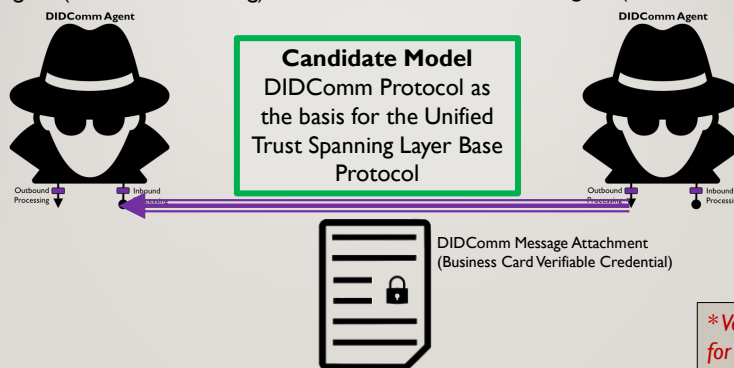 DIDComm Agent
DIDComm Agent
Candidate Model
DIDComm Protocol as
the basis for the Unified
Trust Spanning Layer Base
Protocol
Outbound
Processing
Inbound
Outbound
Processing
Inbound
DIDComm Message Attachment
(Business Card Verifiable Credential)
for